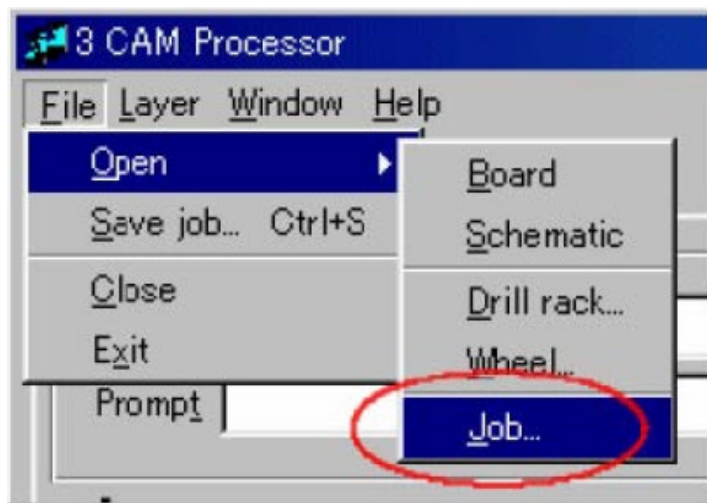 3 CAM Processor
File Layer Window Help
Open
Save job... Ctrl+S
Close
Exit
Board
Schematic
Drill rack...
Wheel...
Job...
Prompt